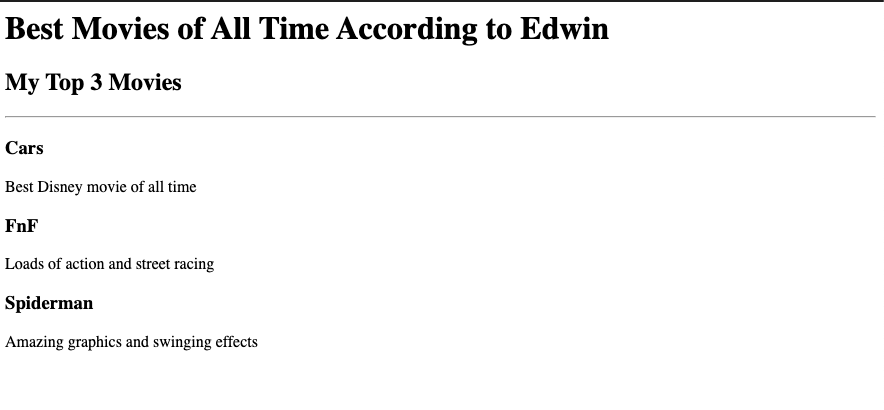 Best Movies of All Time According to Edwin
My Top 3 Movies
Cars
Best Disney movie of all time
FnF
Loads of action and street racing
Spiderman
Amazing graphics and swinging effects